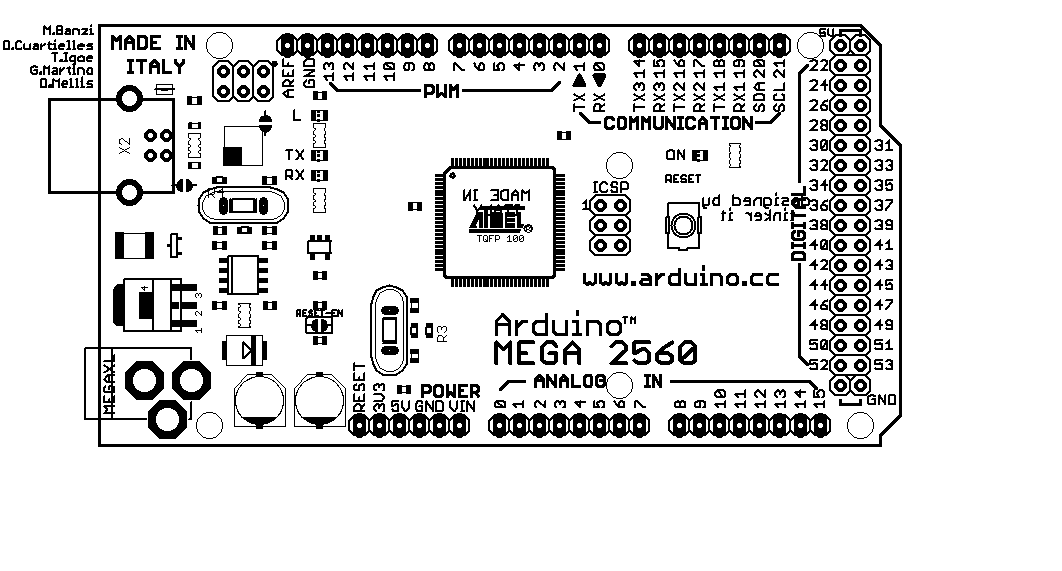 M.Banzi
D.Cuartielles
T.Igoe
G.Martino
D.Mellis
MADE IN
ITALY
AREF
GND
13
12
11
10
9
8
7
6
5
4
3
2
1
0
PWM
TX
RX
TX3 14
RX3 15
TX2 16
RX2 17
TX1 18
RX1 19
SDA 20
SCL 21
COMMUNICATION
5V
22
24
26
28
30 31
32 33
34 35
36 37
38 39
40 41
42 43
44 45
46 47
48 49
50 51
52 53
GND
DIGITAL
X2
L
TX
RX
ON
RESET
ICSP
1
designed by
tinker it
MADE IN
ATMEL®
TQFP 100
www.arduino.cc
4
1 2 3
RESET-EN
R3
Arduino™
MEGA 2560
MEGAXL
RESET
3V3
5V
GND
VIN
POWER
ANALOG IN
0
1
2
3
4
5
6
7
8
9
10
11
12
13
14
15